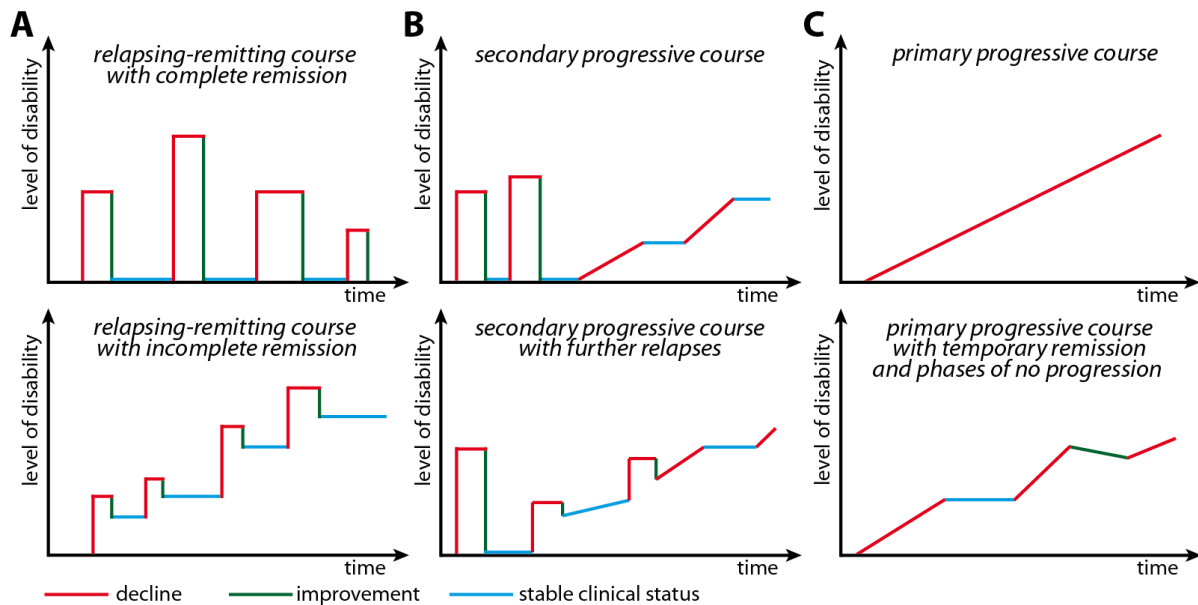 A
relapsing-remitting course
with complete remission
level of disability
time
B
secondary progressive course
level of disability
time
C
primary progressive course
level of disability
time
relapsing-remitting course
with incomplete remission
level of disability
time
secondary progressive course
with further relapses
level of disability
time
primary progressive course
with temporary remission
and phases of no progression
level of disability
time
decline
improvement
stable clinical status